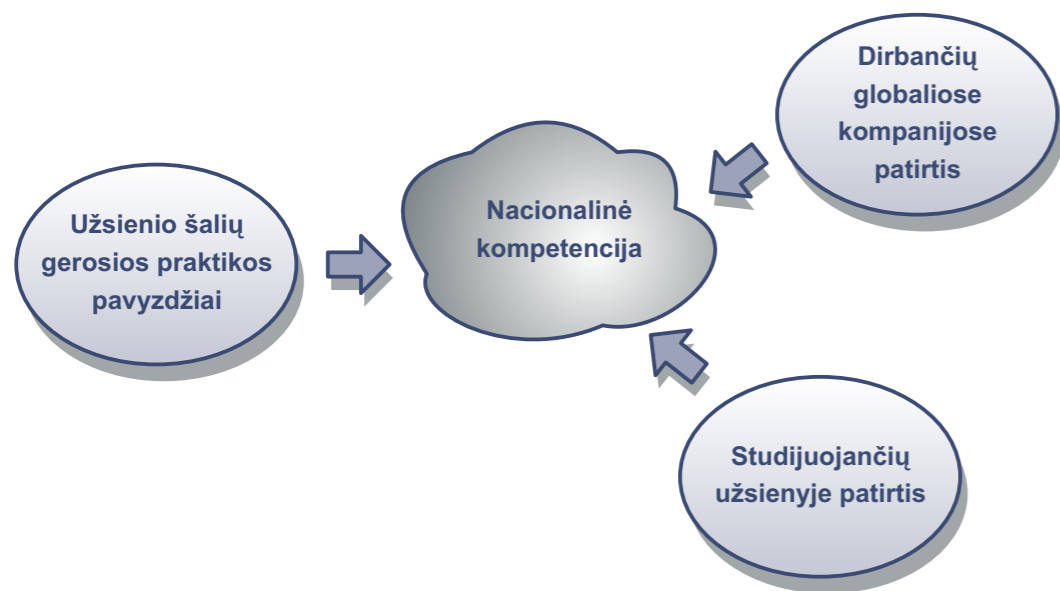 Dirbančių
globaliose
kompanijose
patirtis
Nacionalinė
kompetencija
Užsienio šalių
gerosios praktikos
pavyzdžiai
Studijuojančių
užsienyje patirtis